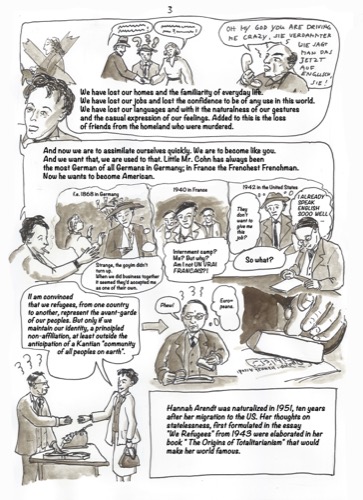 3
OH MY GOD YOU ARE DRIVING
ME CRAZY, SIE VERDAMMTER
WIE SAGT
MAN DAS
JETZT
AUF
ENGLISH,
SIE!
We have lost our homes and the familiarity of everyday life.
We have lost our jobs and lost the confidence to be of any use in this world.
We have lost our languages and with it the naturalness of our gestures
and the casual expression of our feelings. Added to this is the loss
of friends from the homeland who were murdered.
And now we are to assimilate ourselves quickly. We are to become like you.
And we want that, we are used to that. Little Mr. Cohn has always been
the most German of all Germans in Germany; in France the Frenchest Frenchman.
Now he wants to become American.
Ca. 1868 in Germany
Strange, the goyim didn't
turn up.
When we did business together
it seemed they'd accepted me
as one of their own.
1940 in France
Internment camp?
Me? But why?
Am I not UN VRAI
FRANCAIS?!
1942 in the United States
They
don't
want to
give me
this
job?
So what?
I ALREADY
SPEAK
ENGLISH
SOOO WELL!
I am convinced
that we refugees, from one country
to another, represent the avant-garde
of our peoples. But only if we
maintain our identity, a principled
non-affiliation, at least outside the
anticipation of a Kantian "community
of all peoples on earth".
???
Phew!
Euro-
peans.
???
Hannah Arendt was naturalized in 1951, ten years
after her migration to the US. Her thoughts on
statelessness, first formulated in the essay
"We Refugees" from 1943 were elaborated in her
book " The Origins of Totalitarianism" that would
make her world famous.